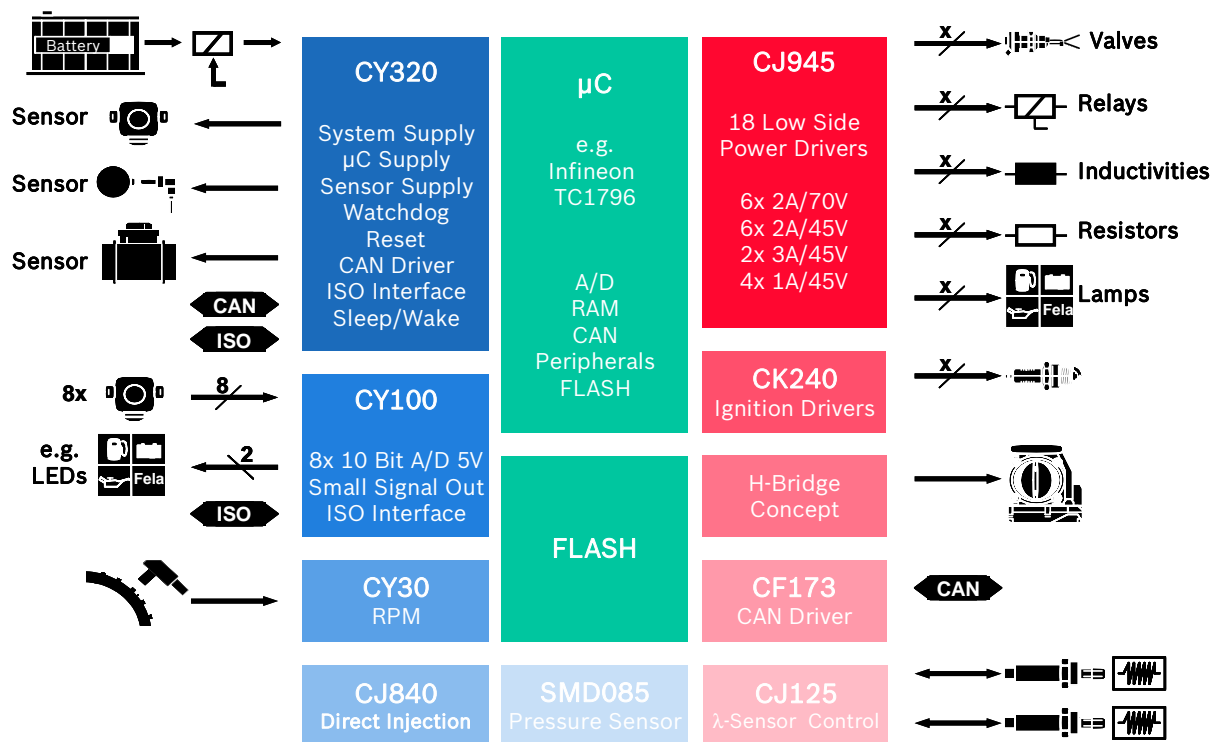 Battery
Sensor
Sensor
Sensor
CAN
ISO
8x
8
e.g.
LEDs
Fela
2
ISO
CY320
System Supply
µC Supply
Sensor Supply
Watchdog
Reset
CAN Driver
ISO Interface
Sleep/Wake
CY100
8x 10 Bit A/D 5V
Small Signal Out
ISO Interface
CY30
RPM
CJ840
Direct Injection
µC
e.g.
Infineon
TC1796
A/D
RAM
CAN
Peripherals
FLASH
FLASH
SMD085
Pressure Sensor
CJ945
18 Low Side
Power Drivers
6x 2A/70V
6x 2A/45V
2x 3A/45V
4x 1A/45V
CK240
Ignition Drivers
H-Bridge
Concept
CF173
CAN Driver
CJ125
λ-Sensor Control
x
Valves
x
Relays
x
Inductivities
x
Resistors
x
Fela
Lamps
x
CAN